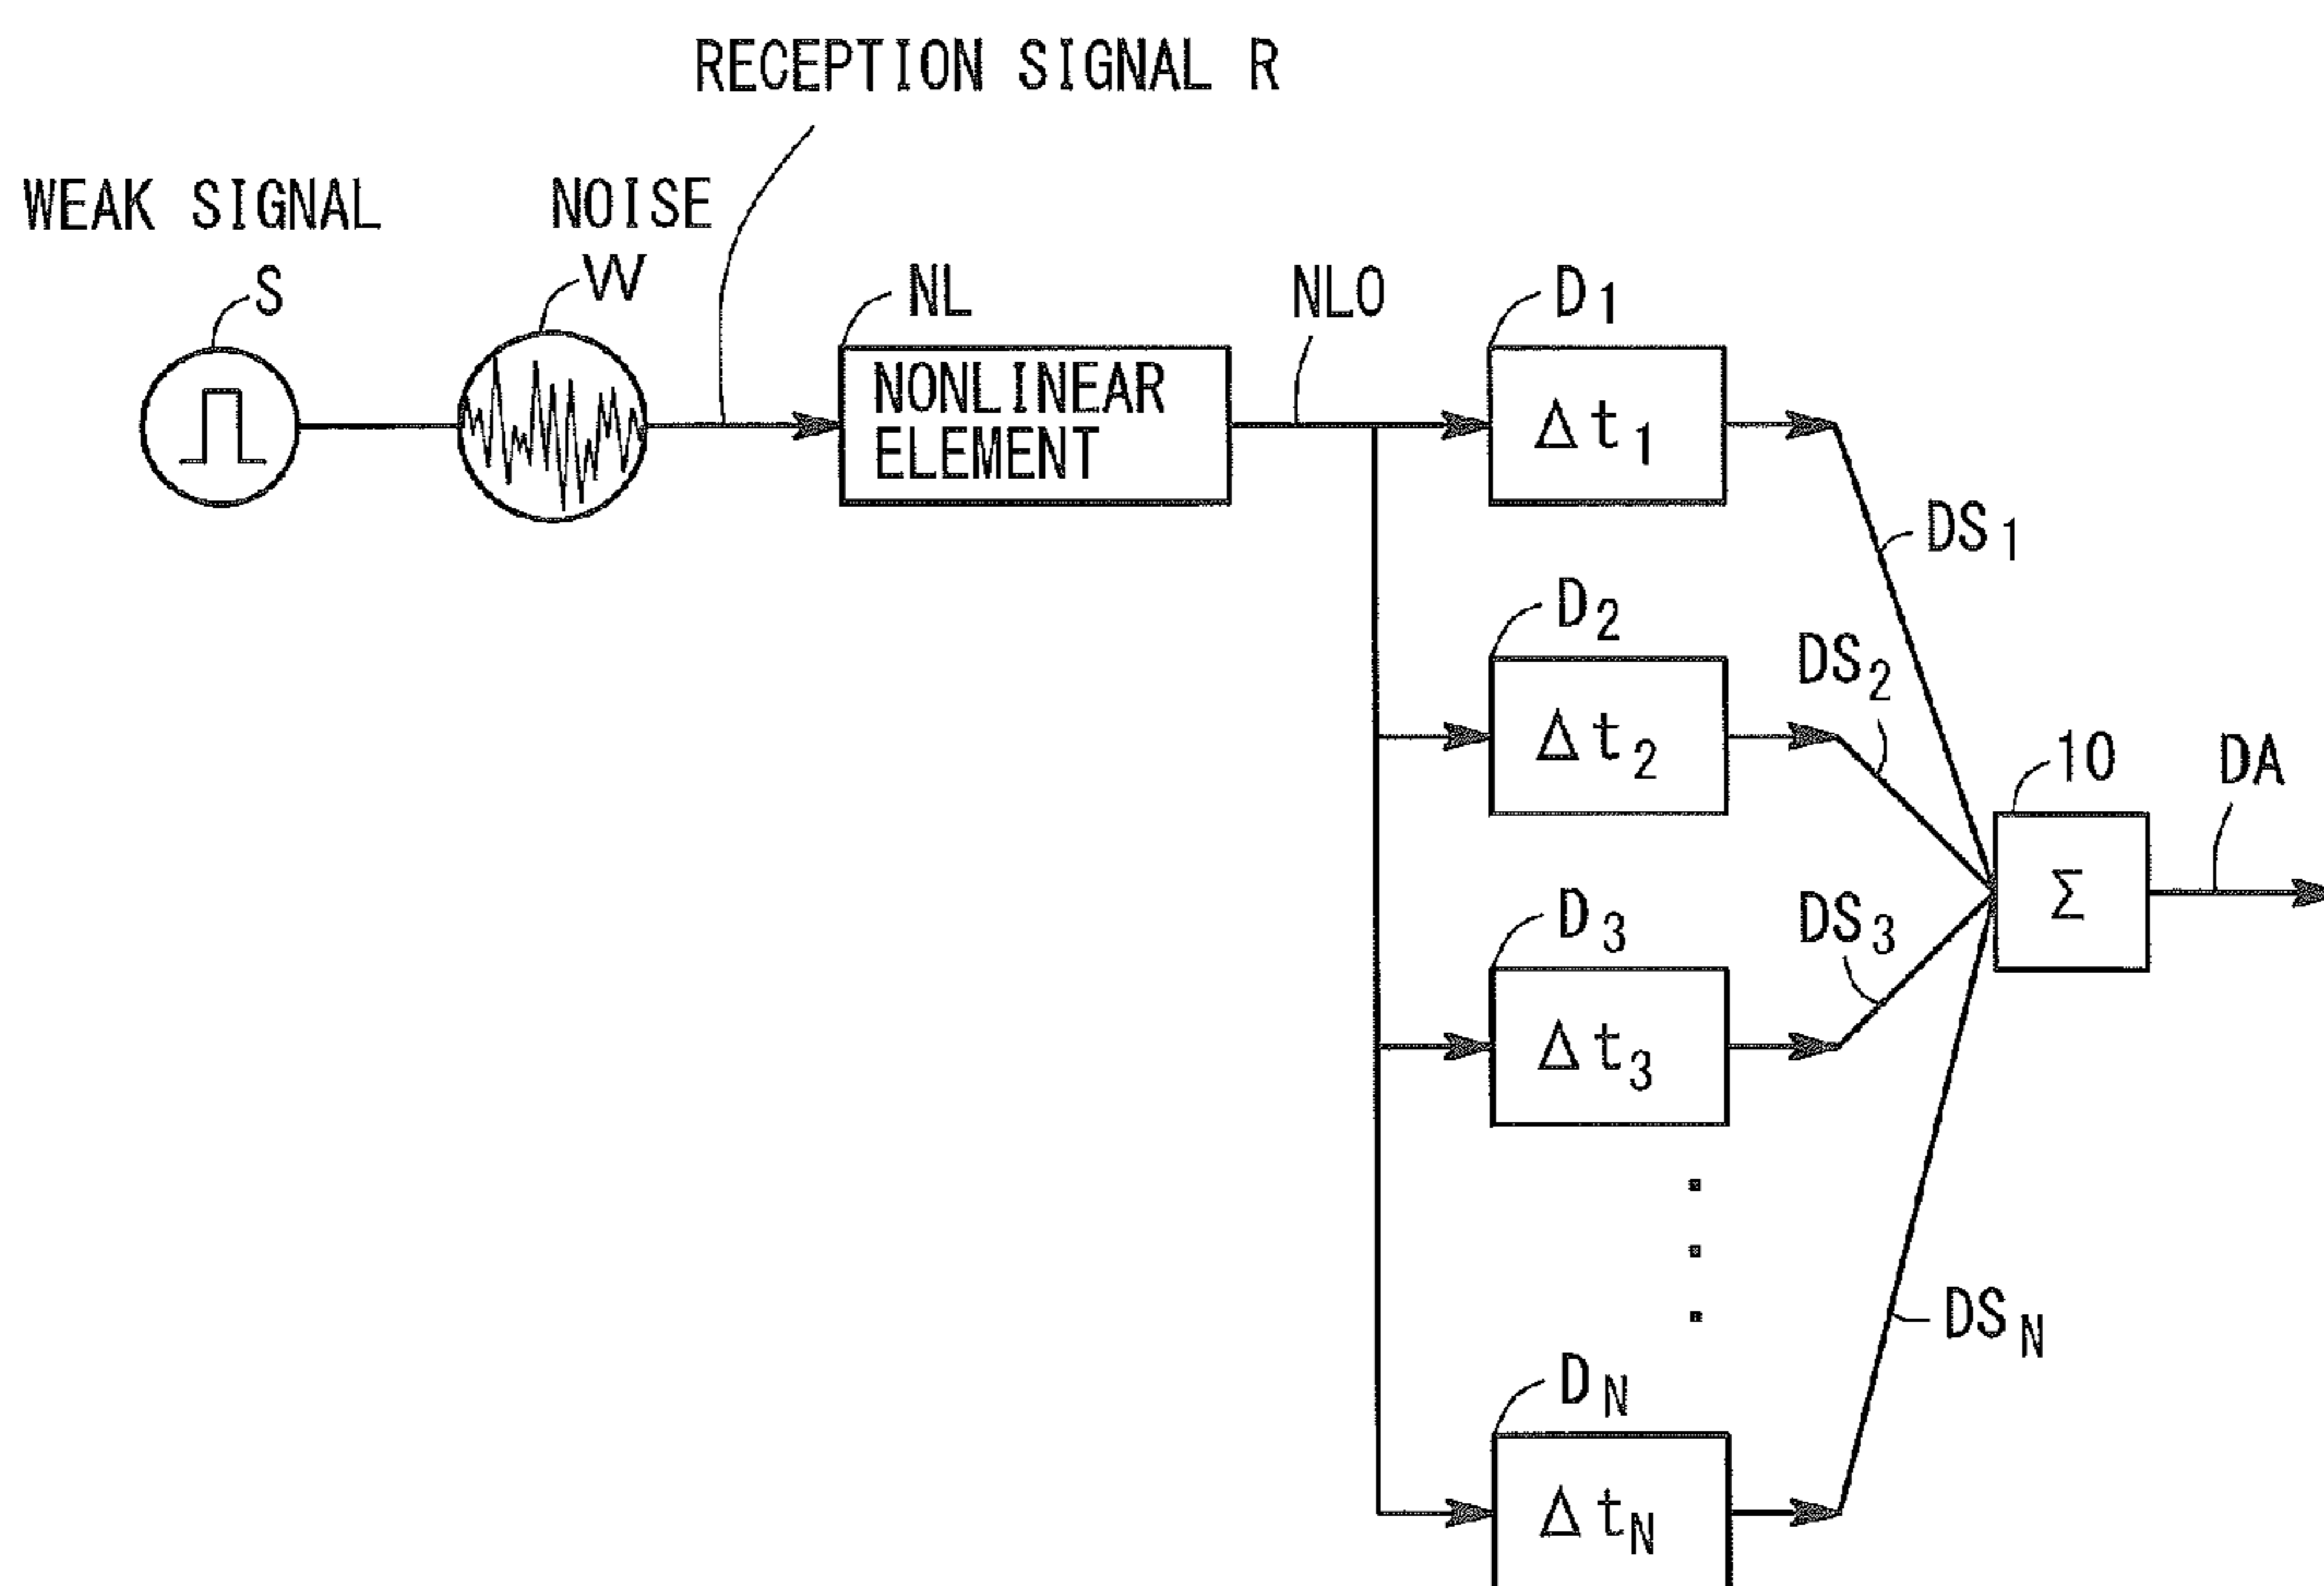 RECEPTION SIGNAL R
WEAK SIGNAL
S
NOISE
W
NL
NONLINEAR
ELEMENT
NLO
D1
Δt1
DS1
D2
Δt2
DS2
10
Σ
DA
D3
Δt3
DS3
DN
ΔtN
DSN